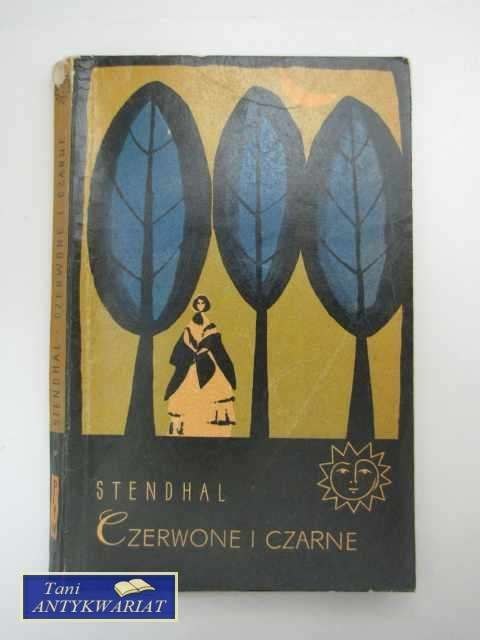 STENDHAL · CZERWONE I CZARNE
STENDHAL
CZERWONE I CZARNE
Tani
ANTYKWARIAT